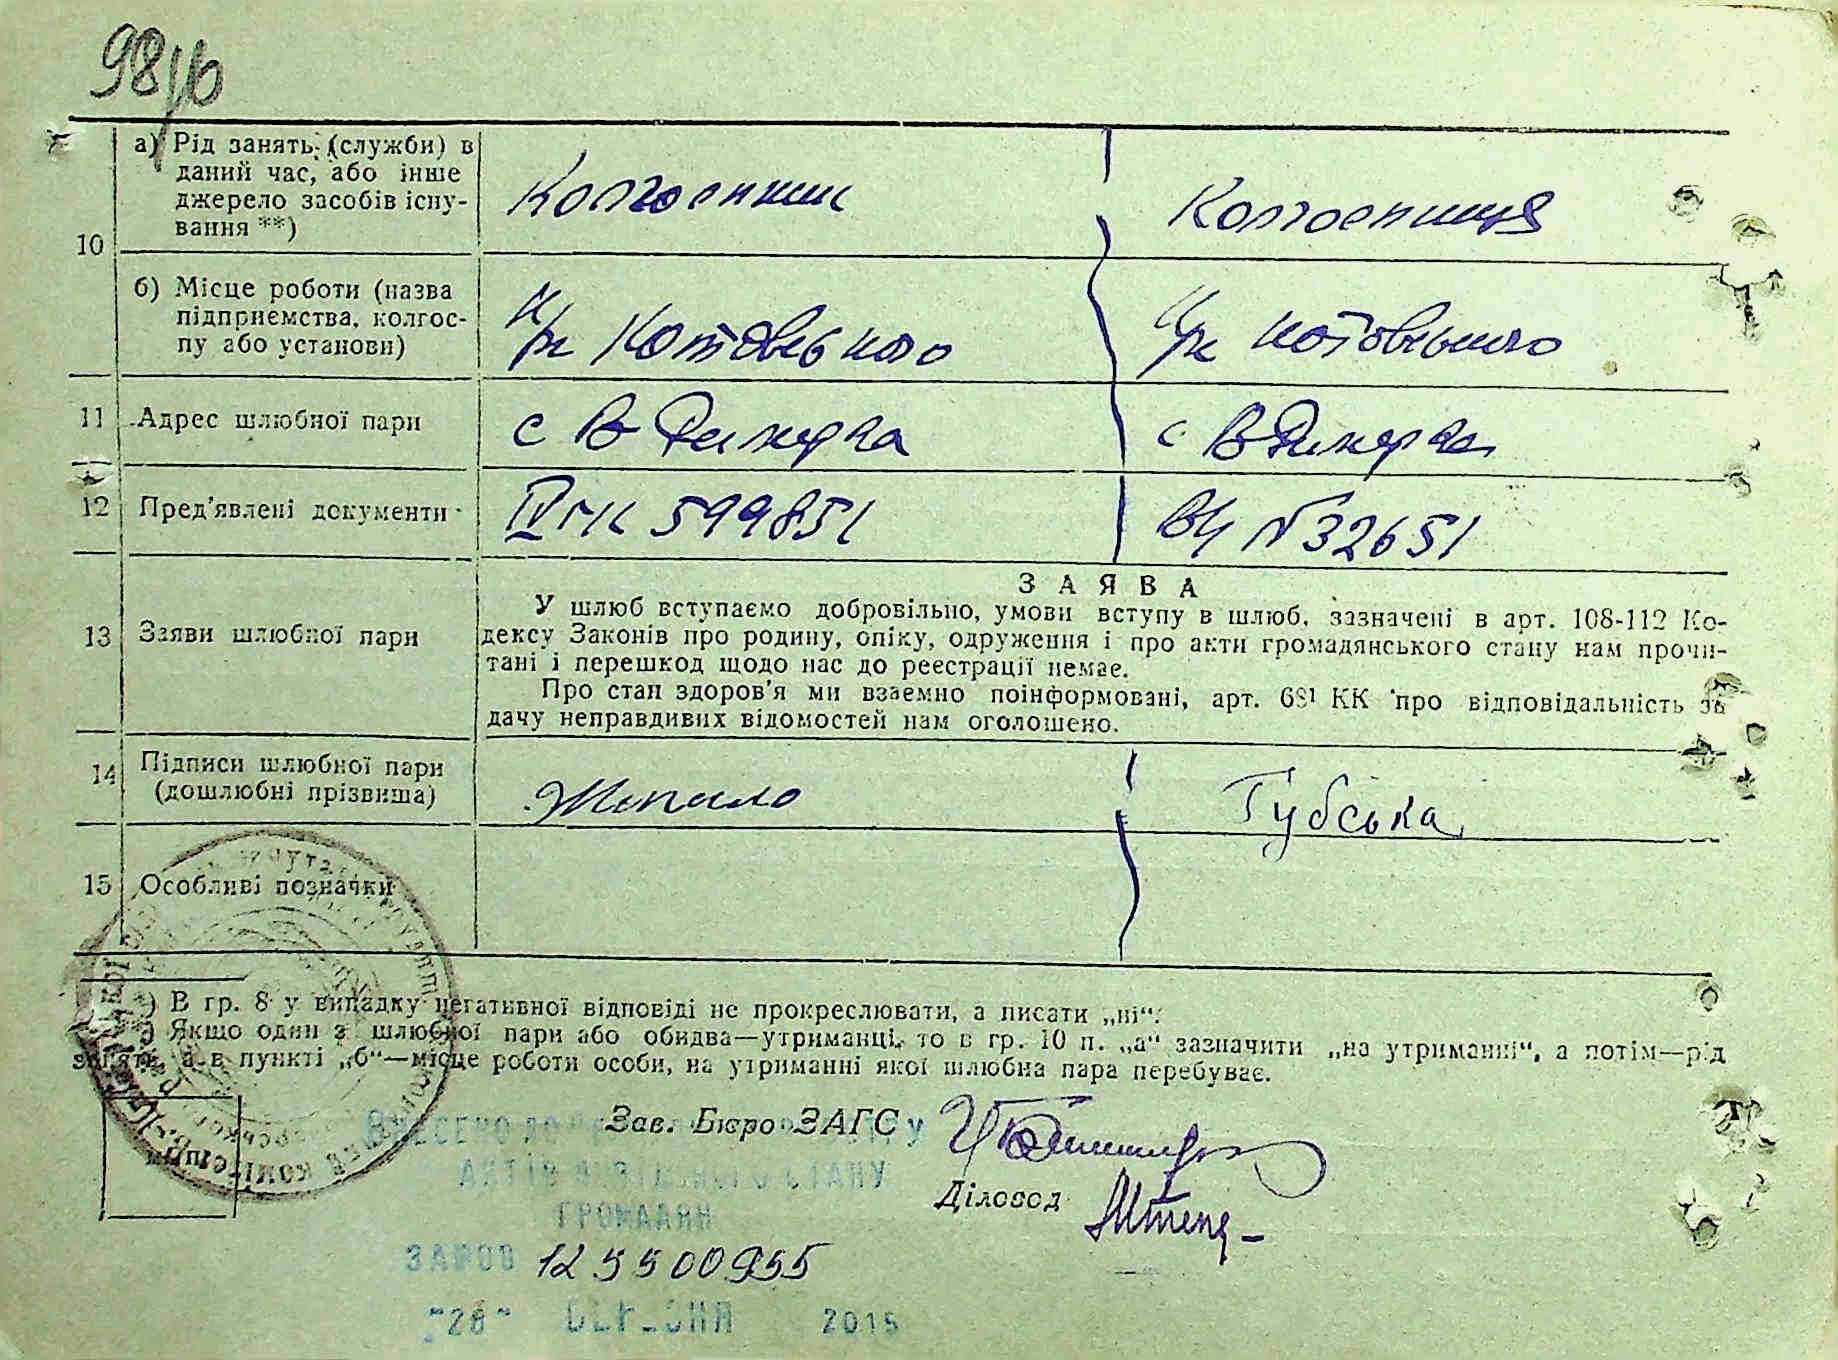 98/б
10
а) Рід занять (служби) в
даний час, або інше
джерело засобів існу-
вання **)
Колгоспник
Колгоспниця
б) Місце роботи (назва
підприємства, колгос-
пу або установи)
Котовського
Котовського
11 Адрес шлюбної пари
с В
с В
12 Пред'явлені документи
599851
№32651
13 Заяви шлюбної пари
ЗАЯВА
У шлюб вступаємо добровільно, умови вступу в шлюб, зазначені в арт. 108-112 Ко-
дексу Законів про родину, опіку, одруження і про акти громадянського стану нам прочи-
тані і перешкод щодо нас до реєстрації немає.
Про стан здоров'я ми взаємно поінформовані, арт. 68¹ КК про відповідальність за
дачу неправдивих відомостей нам оголошено.
14 Підписи шлюбної пари
(дошлюбні прізвища)
Губська
15 Особливі позначки
*) В гр. 8 у випадку негативної відповіді не прокреслювати, а писати „ні“.
Якщо один з шлюбної пари або обидва—утриманці, то в гр. 10 п. „а“ зазначити „на утриманні“, а потім—рід
занять, а в пункті „б“—місце роботи особи, на утриманні якої шлюбна пара перебуває.
Зав. Бюро ЗАГС
ВНЕСЕНО ДО
АКТІВ СТАНУ
Діловод
ГРОМАДЯН
12500955
"26" 2015